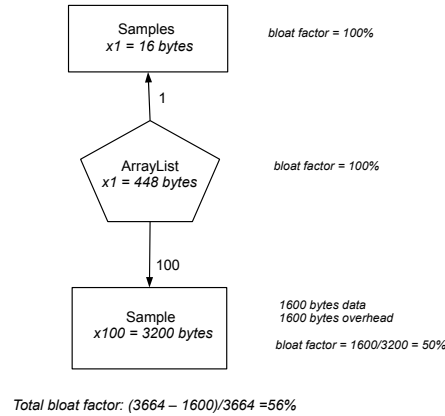 Samples
x1 = 16 bytes
bloat factor = 100%
1
ArrayList
x1 = 448 bytes
bloat factor = 100%
100
Sample
x100 = 3200 bytes
1600 bytes data
1600 bytes overhead
bloat factor = 1600/3200 = 50%
Total bloat factor: (3664 – 1600)/3664 =56%